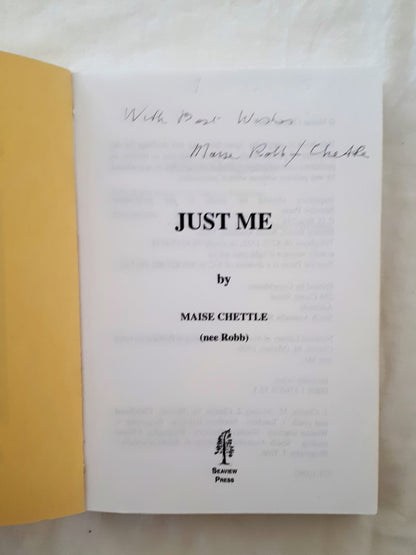 With Best Wishes
Maise Robb/Chettle
JUST ME
by
MAISE CHETTLE
(nee Robb)
SEAVIEW
PRESS